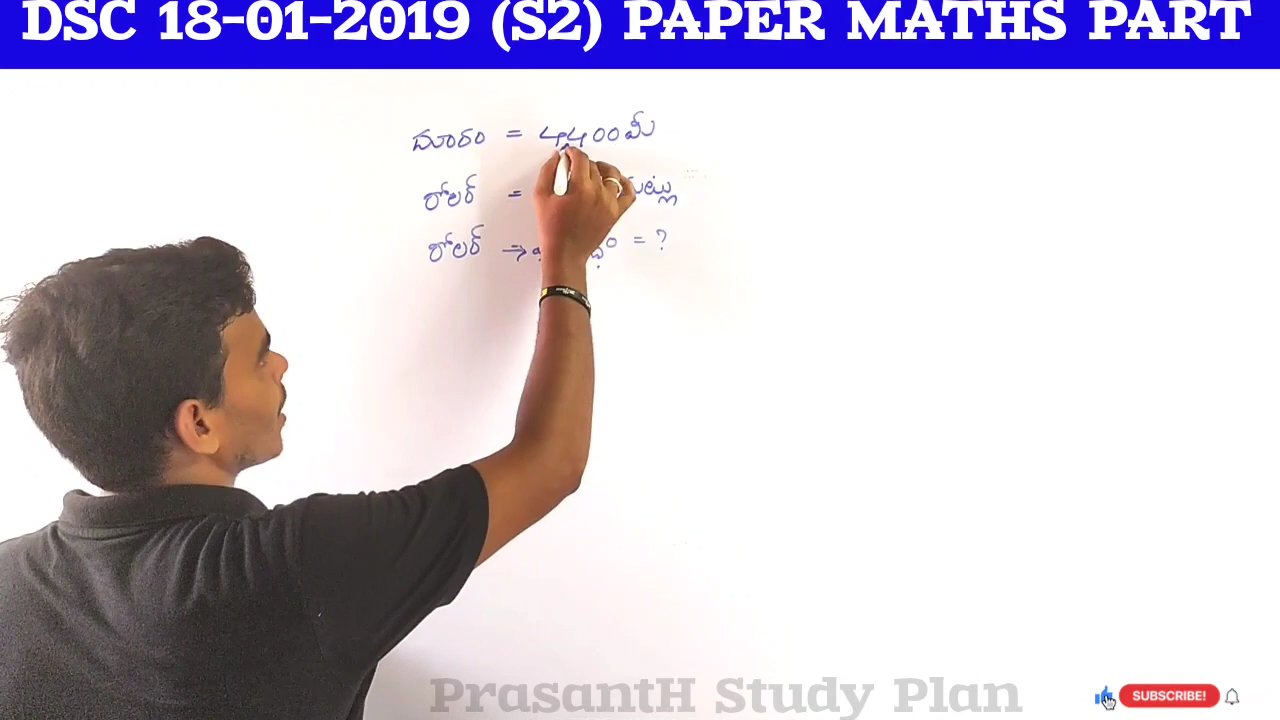 DSC 18-01-2019 (S2) PAPER MATHS PART
దూరం = 4400మీ
రోలర్ =
రోలర్ → = ?
PrasantH Study Plan
SUBSCRIBE!